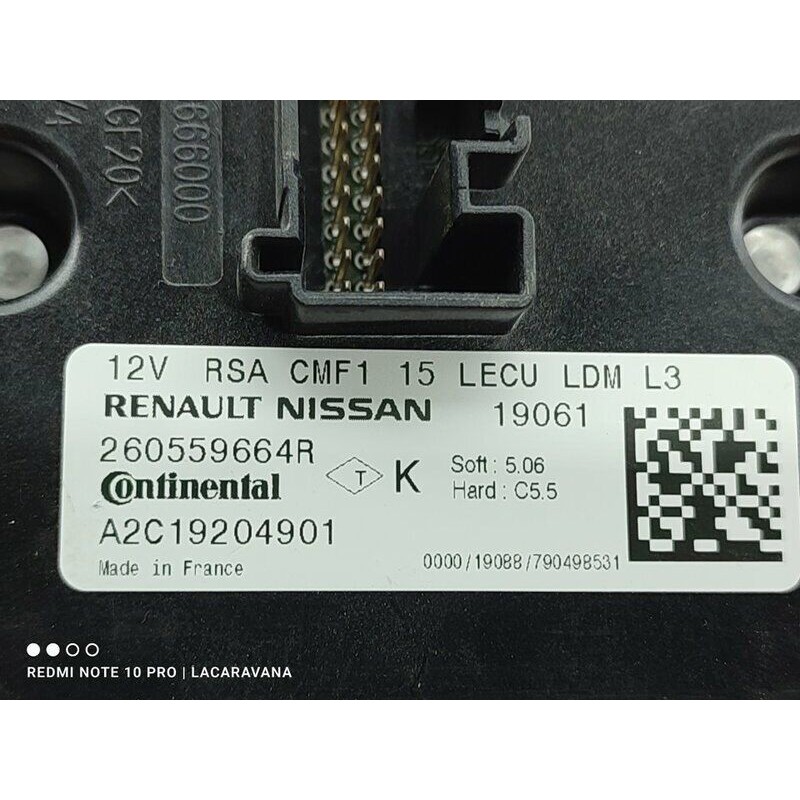 666000
GF20<
12V RSA CMF1 15 LECU LDM L3
RENAULT NISSAN 19061
260559664R
Continental T K
Soft : 5.06
Hard : C5.5
A2C19204901
Made in France
0000/19088/790498531
REDMI NOTE 10 PRO | LACARAVANA